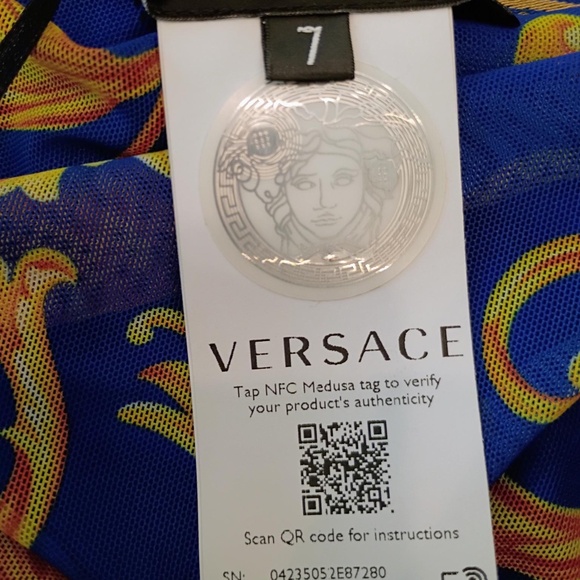 7
VERSACE
Tap NFC Medusa tag to verify
your product's authenticity
Scan QR code for instructions
SN: 04235052E87280